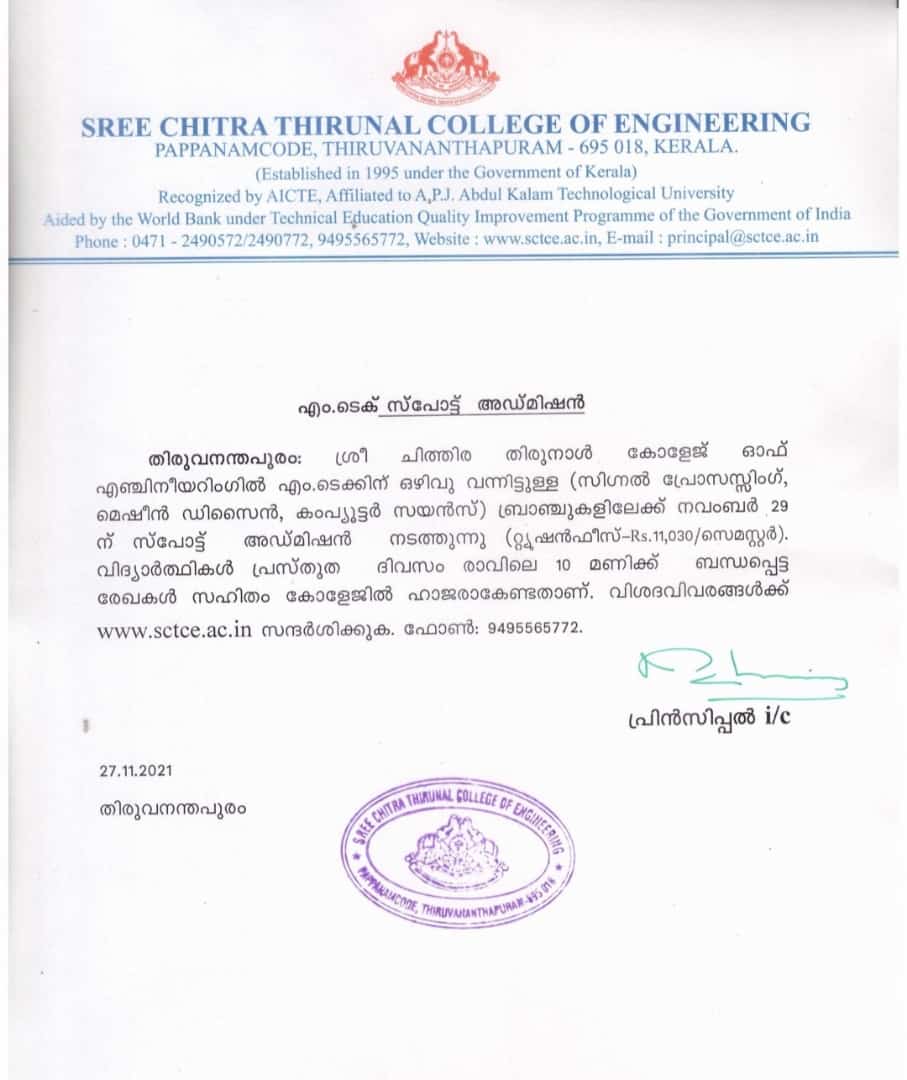 SREE CHITRA THIRUNAL COLLEGE OF ENGINEERING
PAPPANAMCODE, THIRUVANANTHAPURAM - 695 018, KERALA.
(Established in 1995 under the Government of Kerala)
Recognized by AICTE, Affiliated to A.P.J. Abdul Kalam Technological University
Aided by the World Bank under Technical Education Quality Improvement Programme of the Government of India
Phone : 0471 - 2490572/2490772, 9495565772, Website : www.sctce.ac.in, E-mail : principal@sctce.ac.in
എം.ടെക് സ്പോട്ട് അഡ്മിഷൻ
തിരുവനന്തപുരം: ശ്രീ ചിത്തിര തിരുനാൾ കോളേജ് ഓഫ്
എഞ്ചിനീയറിംഗിൽ എം.ടെക്കിന് ഒഴിവു വന്നിട്ടുള്ള (സിഗ്നൽ പ്രോസസ്സിംഗ്,
മെഷീൻ ഡിസൈൻ, കംപ്യൂട്ടർ സയൻസ്) ബ്രാഞ്ചുകളിലേക്ക് നവംബർ 29
ന് സ്പോട്ട് അഡ്മിഷൻ നടത്തുന്നു (റ്റ്യൂഷൻഫീസ്-Rs.11,030/സെമസ്റ്റർ).
വിദ്യാർത്ഥികൾ പ്രസ്തുത ദിവസം രാവിലെ 10 മണിക്ക് ബന്ധപ്പെട്ട
രേഖകൾ സഹിതം കോളേജിൽ ഹാജരാകേണ്ടതാണ്. വിശദവിവരങ്ങൾക്ക്
www.sctce.ac.in സന്ദർശിക്കുക. ഫോൺ: 9495565772.
പ്രിൻസിപ്പൽ i/c
27.11.2021
തിരുവനന്തപുരം
SREE CHITRA THIRUNAL COLLEGE OF ENGINEERING
PAPPANAMCODE, THIRUVANANTHAPURAM-695 018